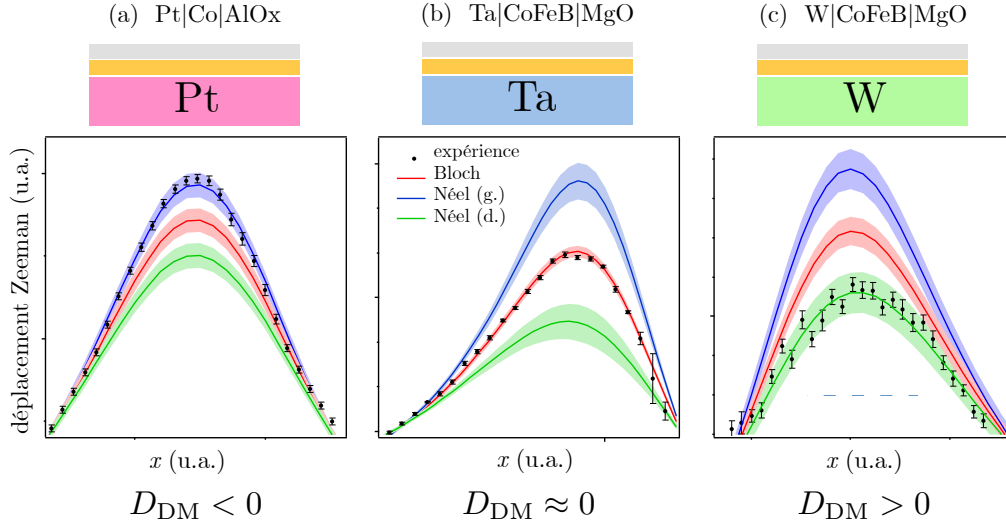 (a) Pt|Co|AlOx
(b) Ta|CoFeB|MgO
(c) W|CoFeB|MgO
Pt
Ta
W
déplacement Zeeman (u.a.)
expérience
Bloch
Néel (g.)
Néel (d.)
x (u.a.)
x (u.a.)
x (u.a.)
D_DM < 0
D_DM ≈ 0
D_DM > 0